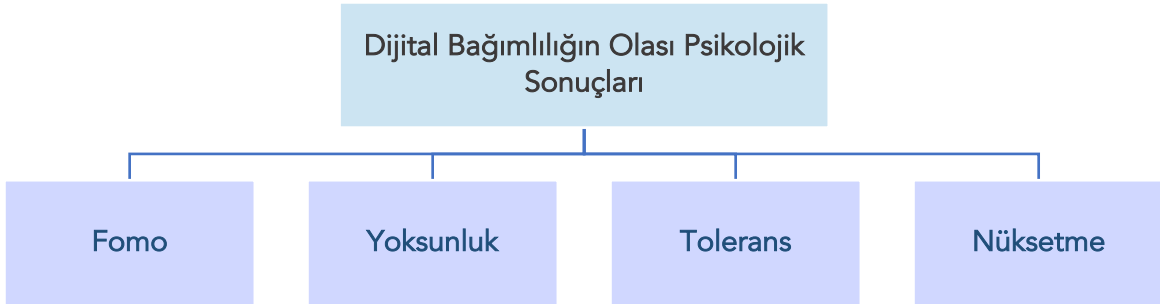 Dijital Bağımlılığın Olası Psikolojik
Sonuçları
Fomo
Yoksunluk
Tolerans
Nüksetme